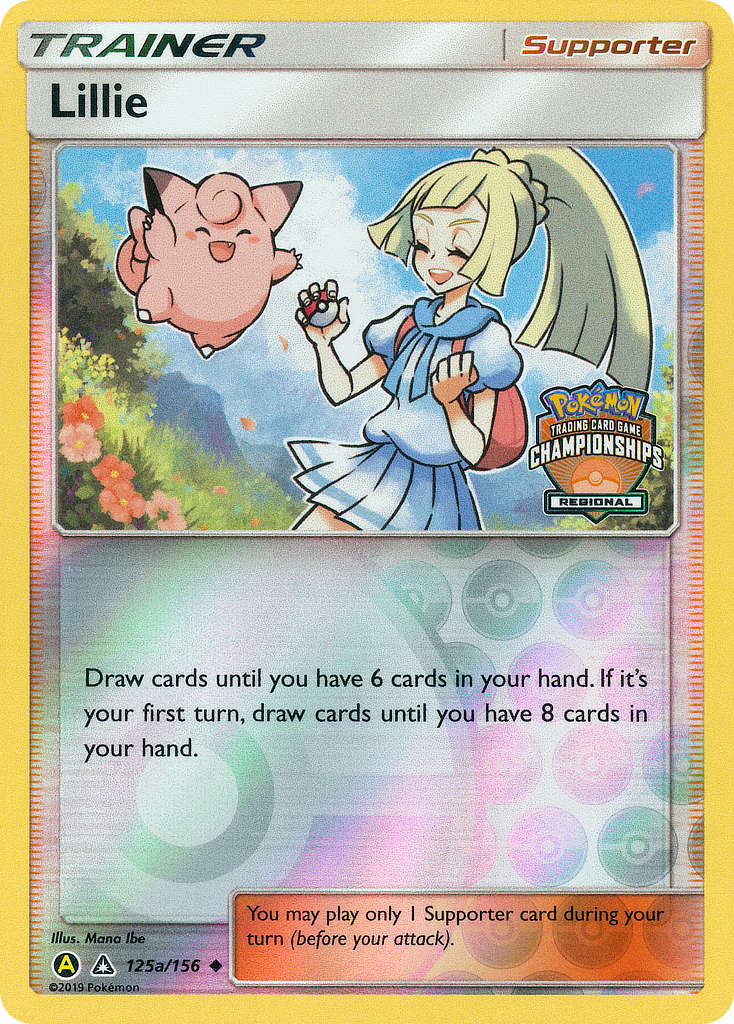 TRAINER
Supporter
Lillie
POKéMON
TRADING CARD GAME
CHAMPIONSHIPS
REGIONAL
Draw cards until you have 6 cards in your hand. If it's
your first turn, draw cards until you have 8 cards in
your hand.
You may play only 1 Supporter card during your
turn (before your attack).
Illus. Mana Ibe
A 125a/156
©2019 Pokémon